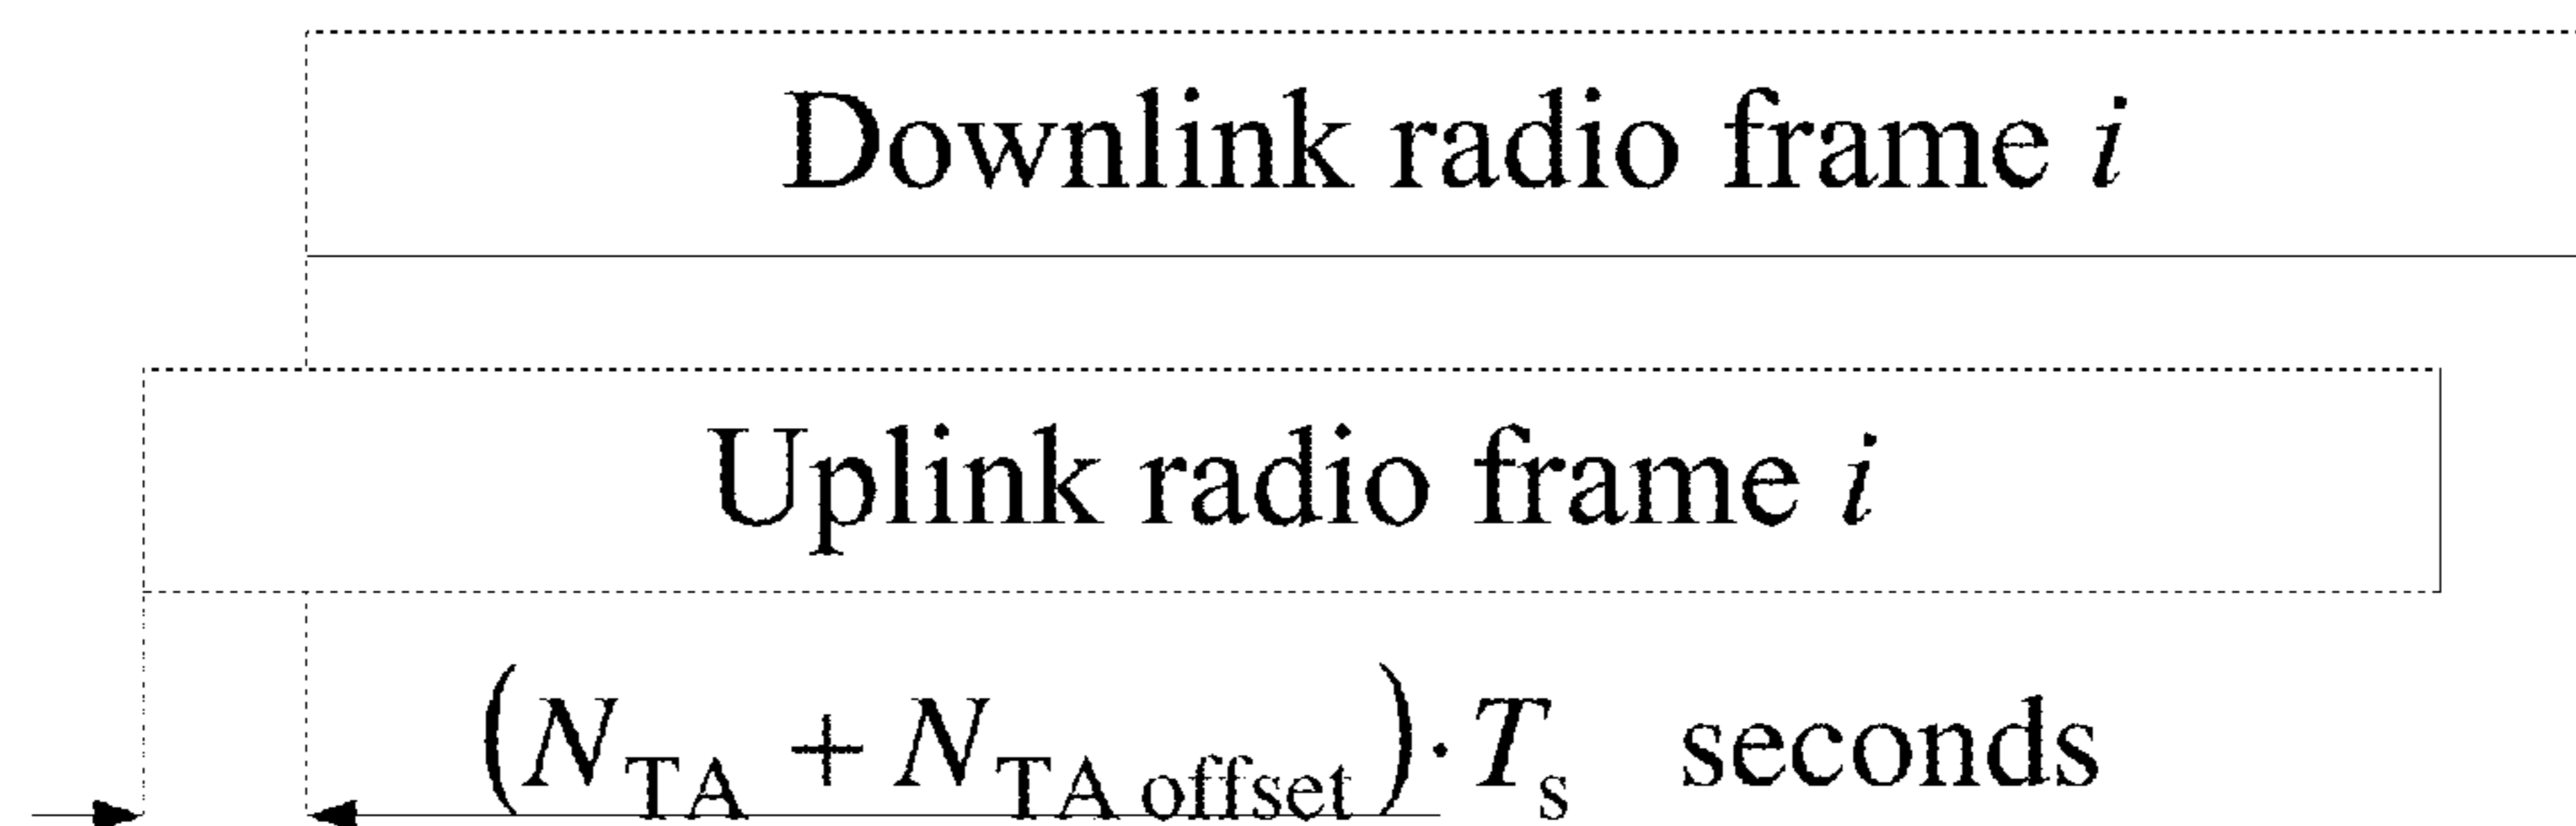 Downlink radio frame i
Uplink radio frame i
(N_TA + N_TA offset) · T_s seconds